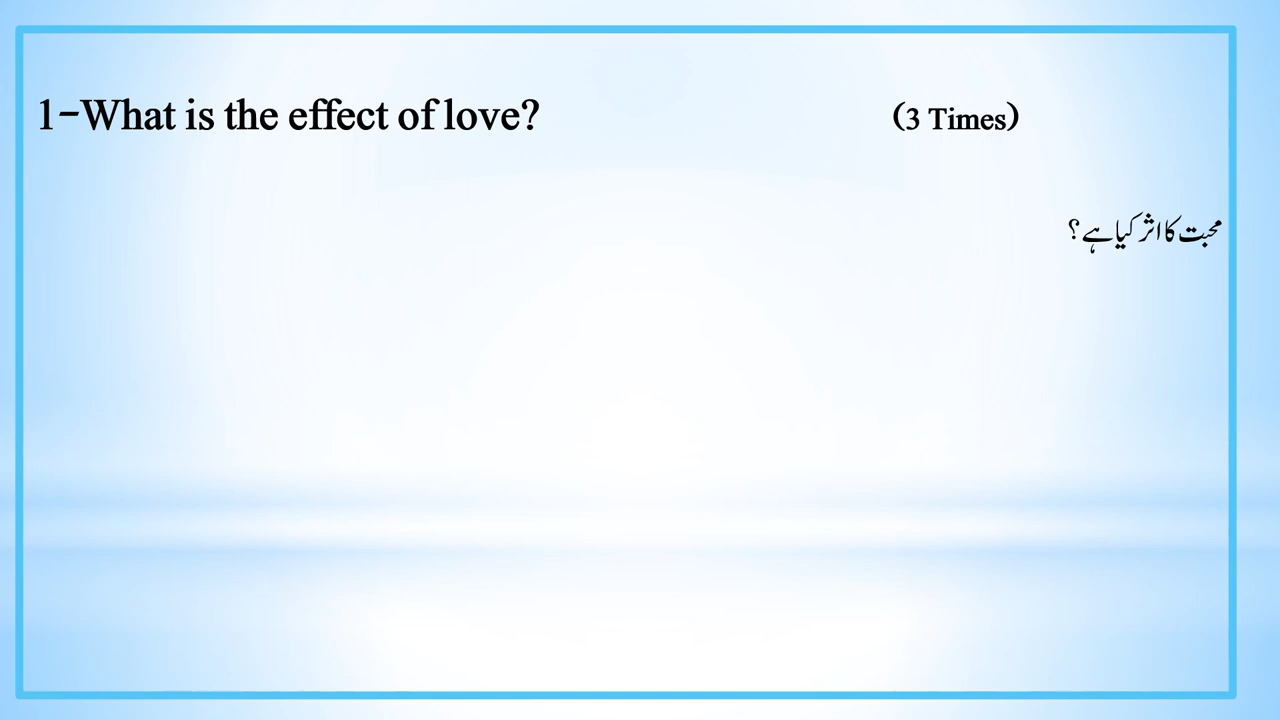 1-What is the effect of love? (3 Times)
محبت کا اثر کیا ہے؟